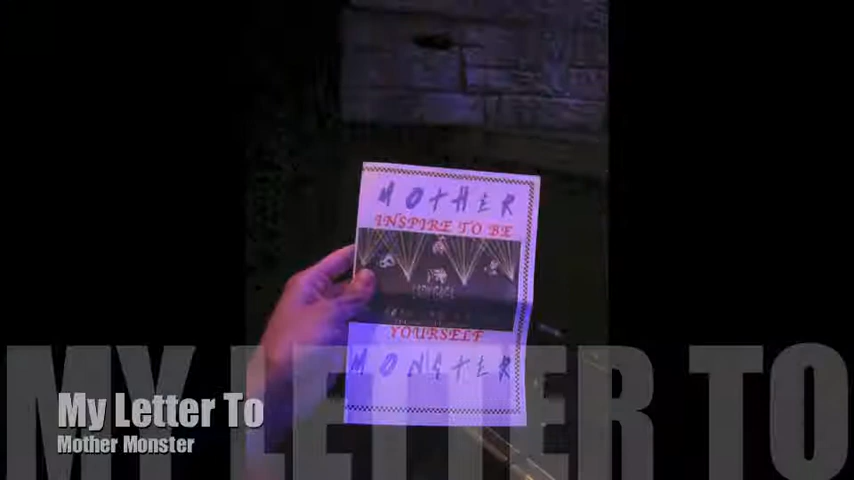 MOTHER
INSPIRE TO BE
YOURSELF
MONSTER
MY LETTER TO
My Letter To
Mother Monster